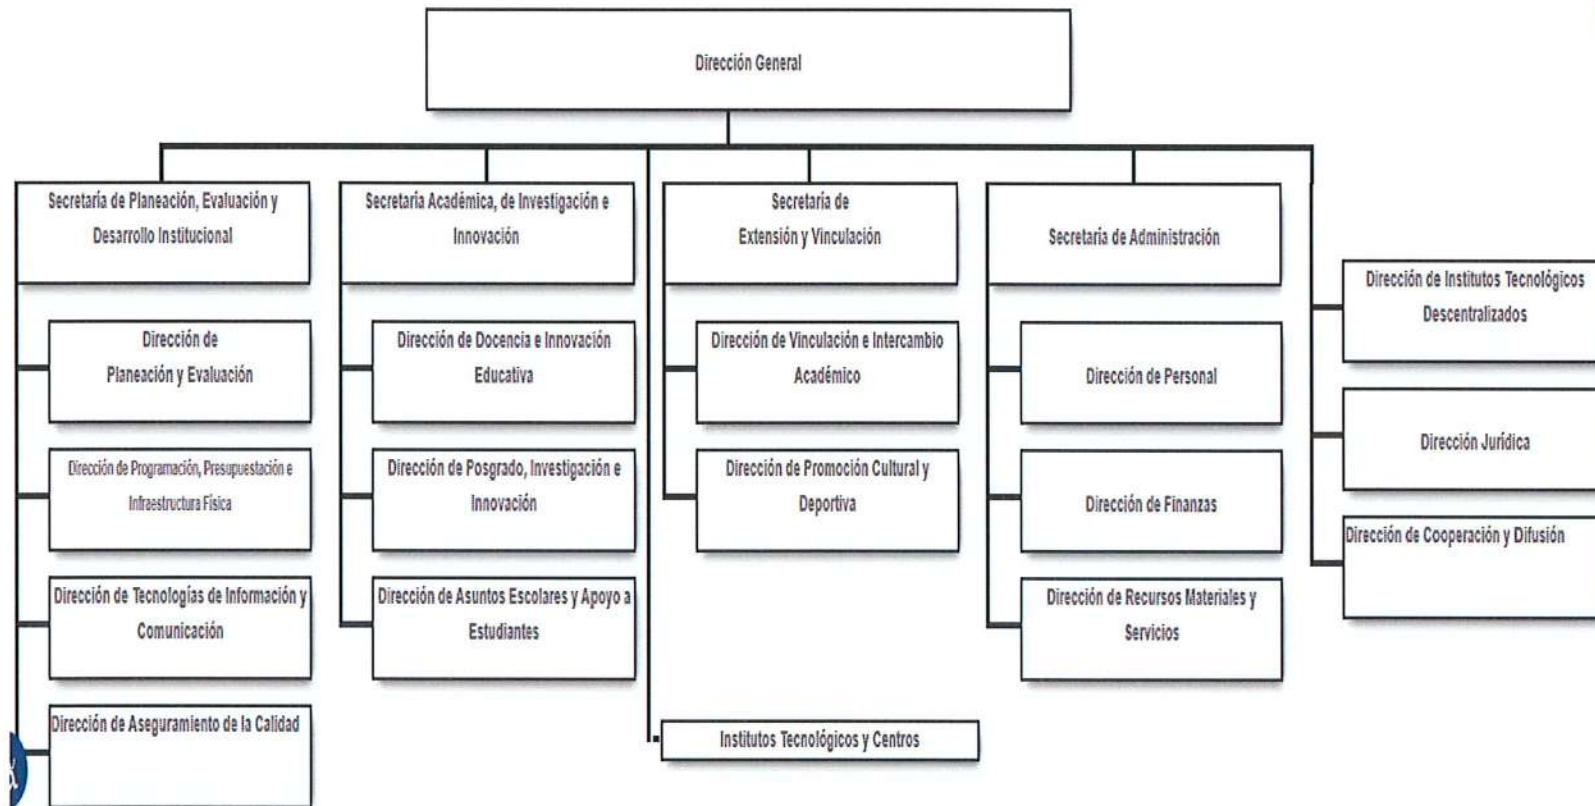 Dirección General
Secretaría de Planeación, Evaluación y
Desarrollo Institucional
Dirección de
Planeación y Evaluación
Dirección de Programación, Presupuestación e
Infraestructura Física
Dirección de Tecnologías de Información y
Comunicación
Dirección de Aseguramiento de la Calidad
Secretaría Académica, de Investigación e
Innovación
Dirección de Docencia e Innovación
Educativa
Dirección de Posgrado, Investigación e
Innovación
Dirección de Asuntos Escolares y Apoyo a
Estudiantes
Secretaría de
Extensión y Vinculación
Dirección de Vinculación e Intercambio
Académico
Dirección de Promoción Cultural y
Deportiva
Institutos Tecnológicos y Centros
Secretaría de Administración
Dirección de Personal
Dirección de Finanzas
Dirección de Recursos Materiales y
Servicios
Dirección de Institutos Tecnológicos
Descentralizados
Dirección Jurídica
Dirección de Cooperación y Difusión